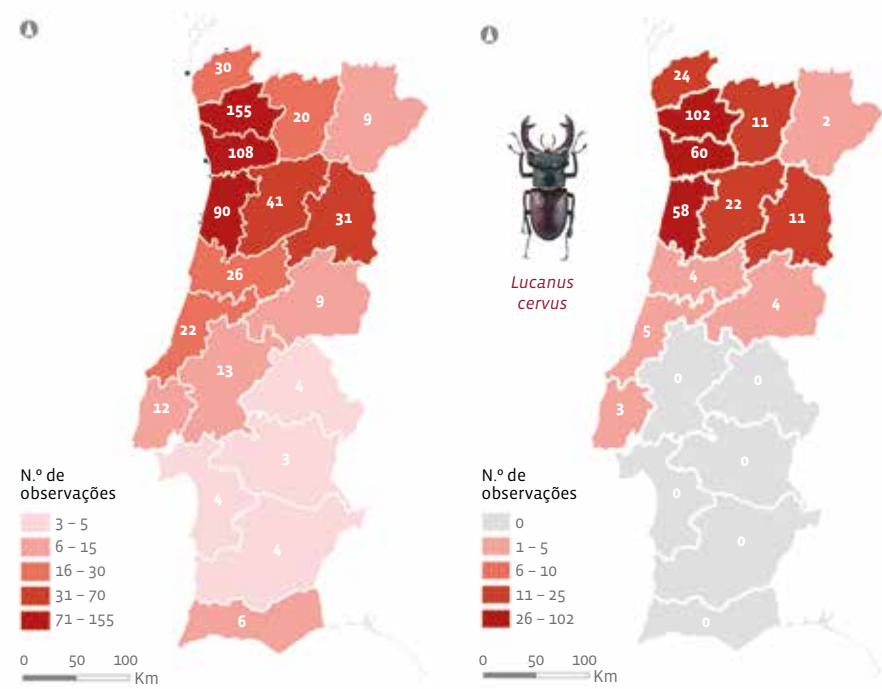 30
155
20
9
108
90
41
31
26
9
22
13
4
12
3
4
4
6
N.º de
observações
3 – 5
6 – 15
16 – 30
31 – 70
71 – 155
0 50 100
Km
Lucanus
cervus
24
102
11
2
60
58
22
11
4
4
5
0
0
3
0
0
0
0
N.º de
observações
0
1 – 5
6 – 10
11 – 25
26 – 102
0 50 100
Km